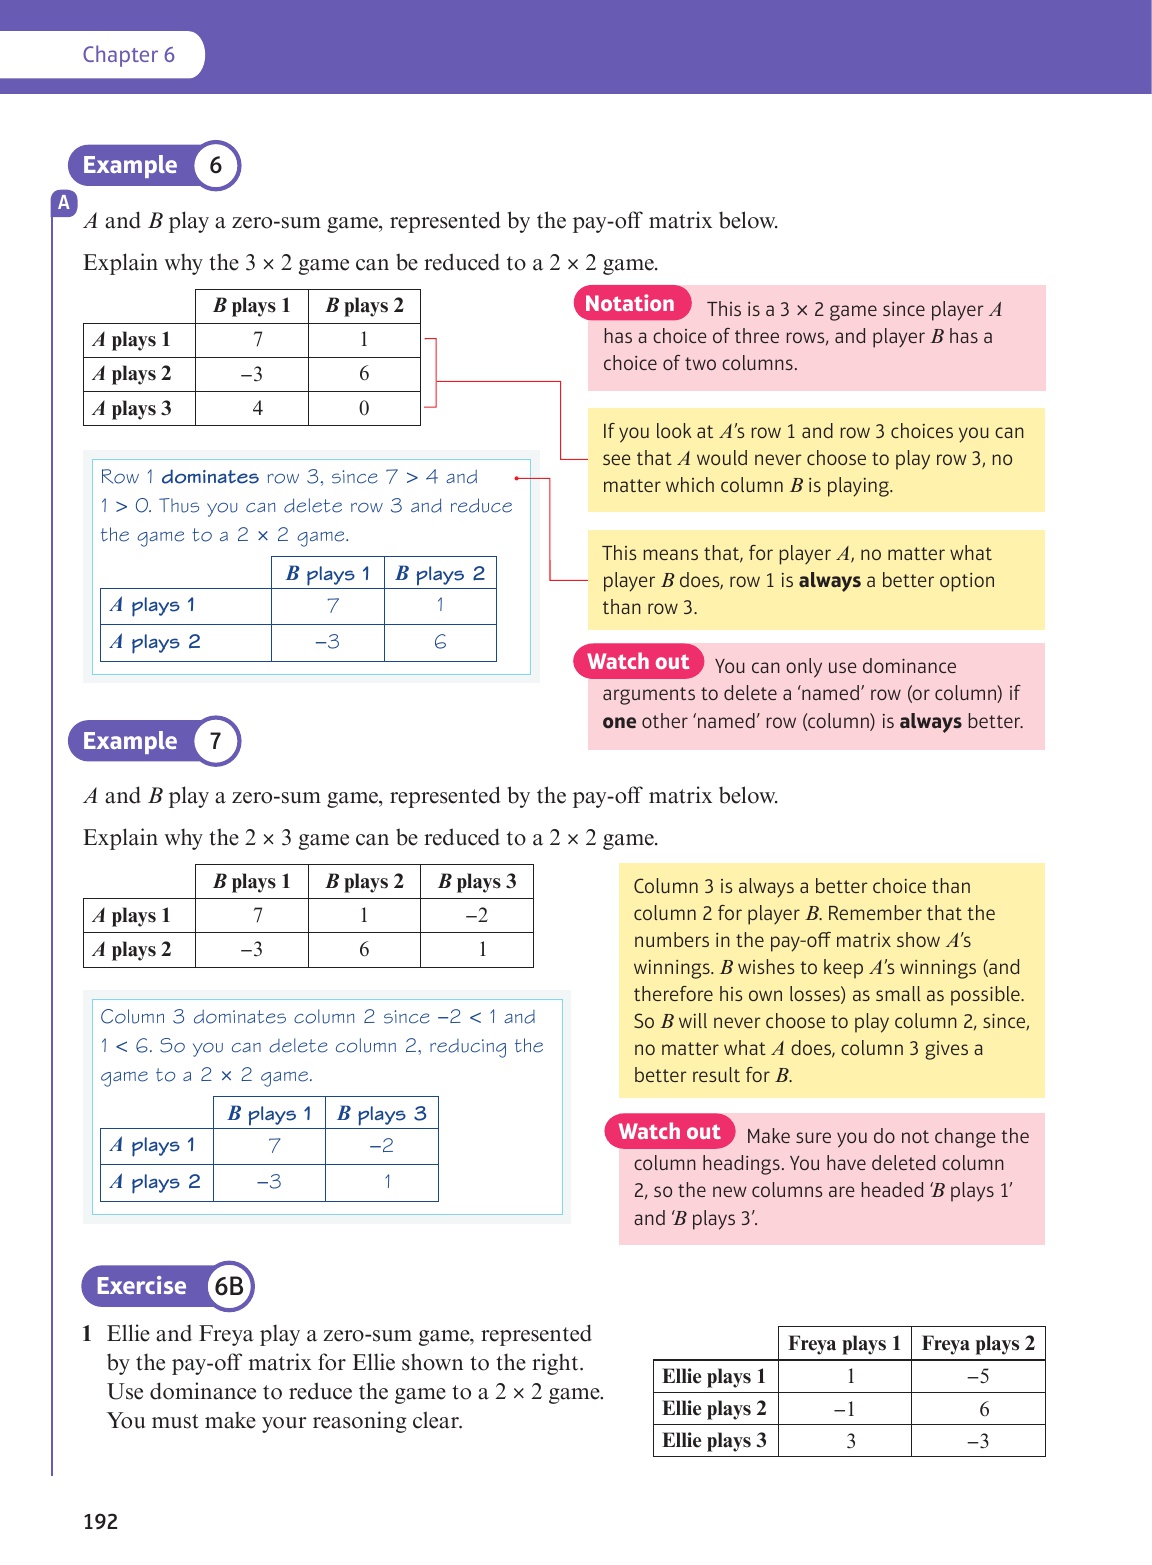 Chapter 6
Example 6
A
A and B play a zero-sum game, represented by the pay-off matrix below.
Explain why the 3 × 2 game can be reduced to a 2 × 2 game.
B plays 1 B plays 2
A plays 1 7 1
A plays 2 −3 6
A plays 3 4 0
Notation This is a 3 × 2 game since player A
has a choice of three rows, and player B has a
choice of two columns.
If you look at A’s row 1 and row 3 choices you can
see that A would never choose to play row 3, no
matter which column B is playing.
Row 1 dominates row 3, since 7 > 4 and
1 > 0. Thus you can delete row 3 and reduce
the game to a 2 × 2 game.
B plays 1 B plays 2
A plays 1 7 1
A plays 2 −3 6
This means that, for player A, no matter what
player B does, row 1 is always a better option
than row 3.
Watch out You can only use dominance
arguments to delete a ‘named’ row (or column) if
one other ‘named’ row (column) is always better.
Example 7
A and B play a zero-sum game, represented by the pay-off matrix below.
Explain why the 2 × 3 game can be reduced to a 2 × 2 game.
B plays 1 B plays 2 B plays 3
A plays 1 7 1 −2
A plays 2 −3 6 1
Column 3 is always a better choice than
column 2 for player B. Remember that the
numbers in the pay-off matrix show A’s
winnings. B wishes to keep A’s winnings (and
therefore his own losses) as small as possible.
So B will never choose to play column 2, since,
no matter what A does, column 3 gives a
better result for B.
Column 3 dominates column 2 since −2 < 1 and
1 < 6. So you can delete column 2, reducing the
game to a 2 × 2 game.
B plays 1 B plays 3
A plays 1 7 −2
A plays 2 −3 1
Watch out Make sure you do not change the
column headings. You have deleted column
2, so the new columns are headed ‘B plays 1’
and ‘B plays 3’.
Exercise 6B
1 Ellie and Freya play a zero-sum game, represented
by the pay-off matrix for Ellie shown to the right.
Use dominance to reduce the game to a 2 × 2 game.
You must make your reasoning clear.
Freya plays 1 Freya plays 2
Ellie plays 1 1 −5
Ellie plays 2 −1 6
Ellie plays 3 3 −3
192